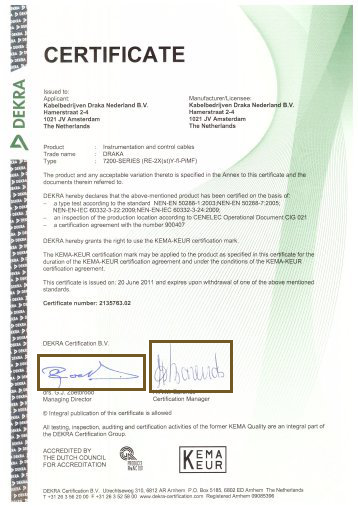 DEKRA
CERTIFICATE
Issued to:
Applicant:
Kabelbedrijven Draka Nederland B.V.
Hamerstraat 2-4
1021 JV Amsterdam
The Netherlands
Manufacturer/Licensee:
Kabelbedrijven Draka Nederland B.V.
Hamerstraat 2-4
1021 JV Amsterdam
The Netherlands
Product : Instrumentation and control cables
Trade name : DRAKA
Type : 7200-SERIES (RE-2X(st)Y-fl-PiMF)
The product and any acceptable variation thereto is specified in the Annex to this certificate and the
documents therein referred to.
DEKRA hereby declares that the above-mentioned product has been certified on the basis of:
– a type test according to the standard NEN-EN 50288-1:2003;NEN-EN 50288-7:2005;
NEN-EN-IEC 60332-3-22:2009;NEN-EN-IEC 60332-3-24:2009;
– an inspection of the production location according to CENELEC Operational Document CIG 021
– a certification agreement with the number 900407
DEKRA hereby grants the right to use the KEMA-KEUR certification mark.
The KEMA-KEUR certification mark may be applied to the product as specified in this certificate for the
duration of the KEMA-KEUR certification agreement and under the conditions of the KEMA-KEUR
certification agreement.
This certificate is issued on: 20 June 2011 and expires upon withdrawal of one of the above mentioned
standards.
Certificate number: 2135763.02
DEKRA Certification B.V.
drs. G.J. Zoetbrood
Managing Director
Certification Manager
© Integral publication of this certificate is allowed
All testing, inspection, auditing and certification activities of the former KEMA Quality are an integral part of
the DEKRA Certification Group.
ACCREDITED BY
THE DUTCH COUNCIL
FOR ACCREDITATION
PRODUCTS
RvA C
KEMA
KEUR
DEKRA Certification B.V. Utrechtseweg 310, 6812 AR Arnhem P.O. Box 5185, 6802 ED Arnhem The Netherlands
T +31 26 3 56 20 00 F +31 26 3 52 58 00 www.dekra-certification.com Registered Arnhem 09085396